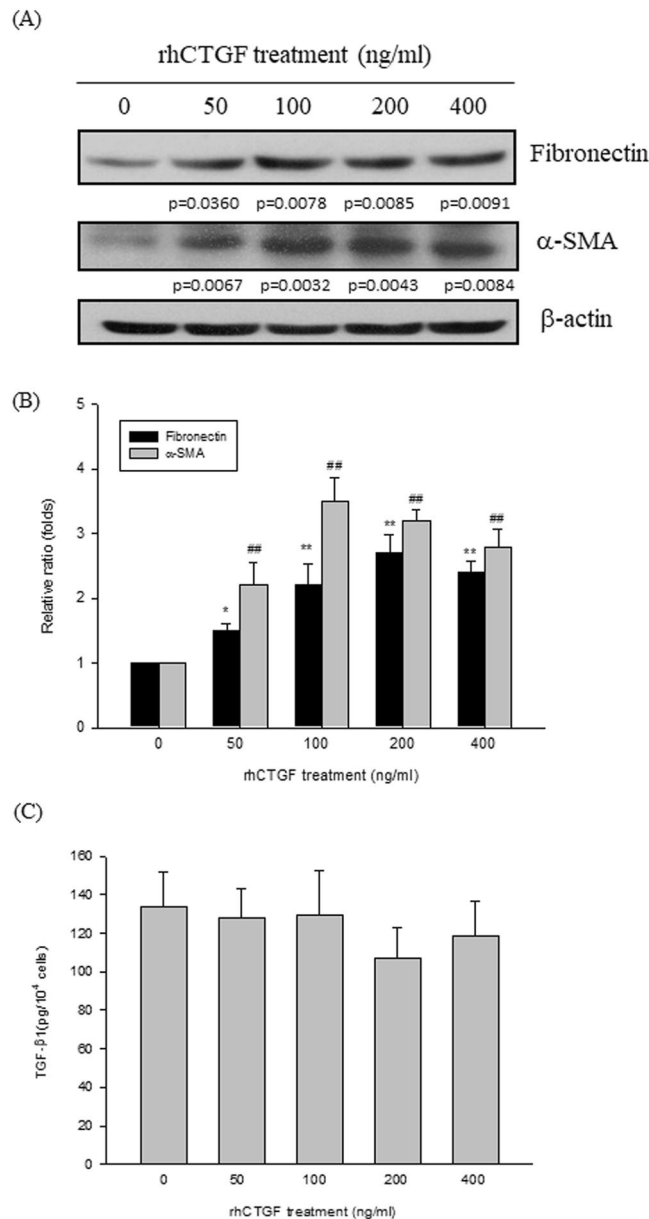 (A)
rhCTGF treatment (ng/ml)
0 50 100 200 400
Fibronectin
p=0.0360 p=0.0078 p=0.0085 p=0.0091
α-SMA
p=0.0067 p=0.0032 p=0.0043 p=0.0084
β-actin
(B)
Relative ratio (folds)
5
4
3
2
1
0
Fibronectin
α-SMA
* ## ** ## ** ## ** ##
0 50 100 200 400
rhCTGF treatment (ng/ml)
(C)
TGF-β1(pg/10⁴ cells)
160
140
120
100
80
60
40
20
0
0 50 100 200 400
rhCTGF treatment (ng/ml)